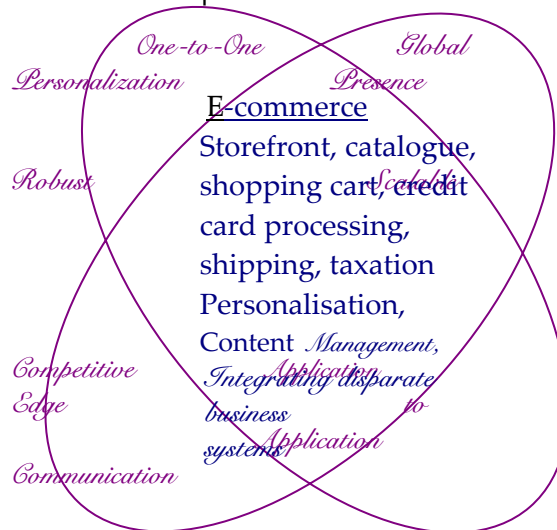 One-to-One Global
Personalization Presence
E-commerce
Storefront, catalogue,
Robust Scalable
shopping cart, credit
card processing,
shipping, taxation
Personalisation,
Content Management,
Competitive Application
Integrating disparate
Edge to
business
systems Application
Communication